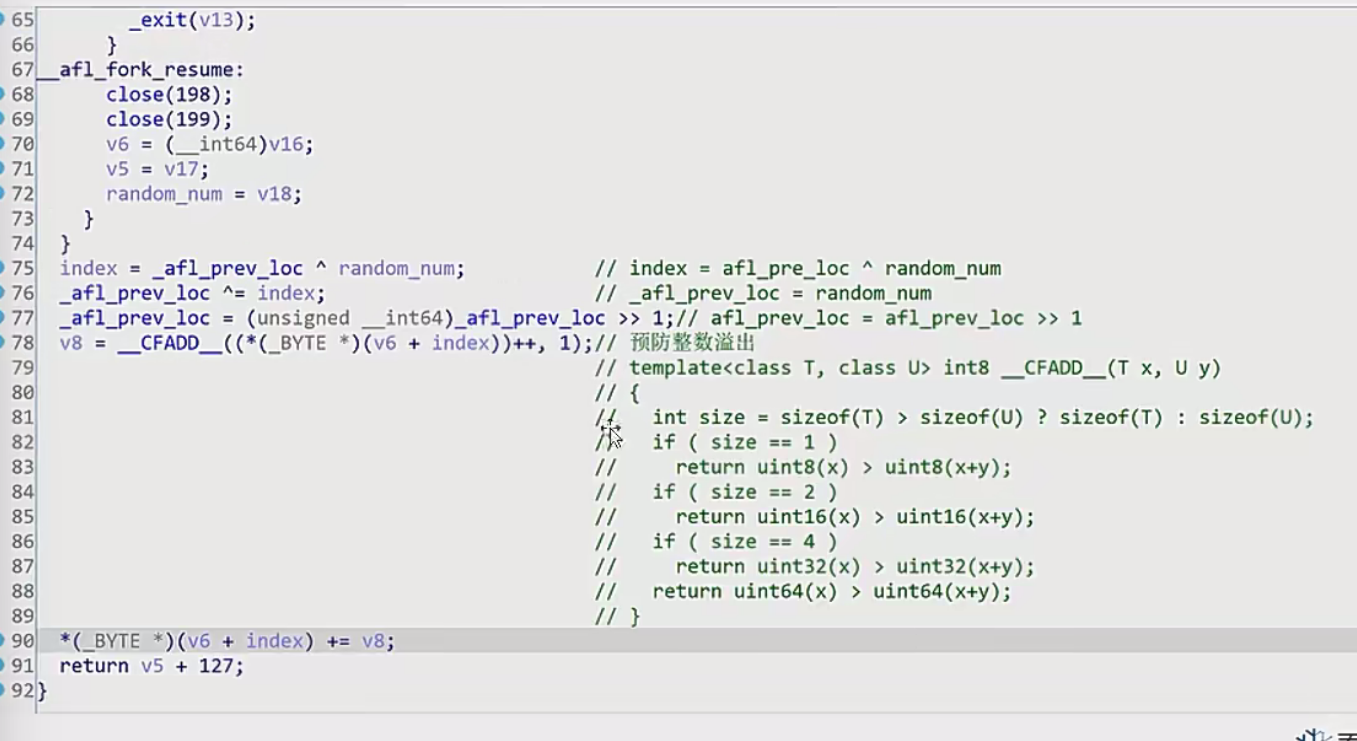 65 _exit(v13);
66 }
67 __afl_fork_resume:
68 close(198);
69 close(199);
70 v6 = (__int64)v16;
71 v5 = v17;
72 random_num = v18;
73 }
74 }
75 index = _afl_prev_loc ^ random_num; // index = afl_pre_loc ^ random_num
76 _afl_prev_loc ^= index; // _afl_prev_loc = random_num
77 _afl_prev_loc = (unsigned __int64)_afl_prev_loc >> 1;// afl_prev_loc = afl_prev_loc >> 1
78 v8 = __CFADD__((*(_BYTE *)(v6 + index))++, 1);// 预防整数溢出
79 // template<class T, class U> int8 __CFADD__(T x, U y)
80 // {
81 // int size = sizeof(T) > sizeof(U) ? sizeof(T) : sizeof(U);
82 // if ( size == 1 )
83 // return uint8(x) > uint8(x+y);
84 // if ( size == 2 )
85 // return uint16(x) > uint16(x+y);
86 // if ( size == 4 )
87 // return uint32(x) > uint32(x+y);
88 // return uint64(x) > uint64(x+y);
89 // }
90 *(_BYTE *)(v6 + index) += v8;
91 return v5 + 127;
92 }